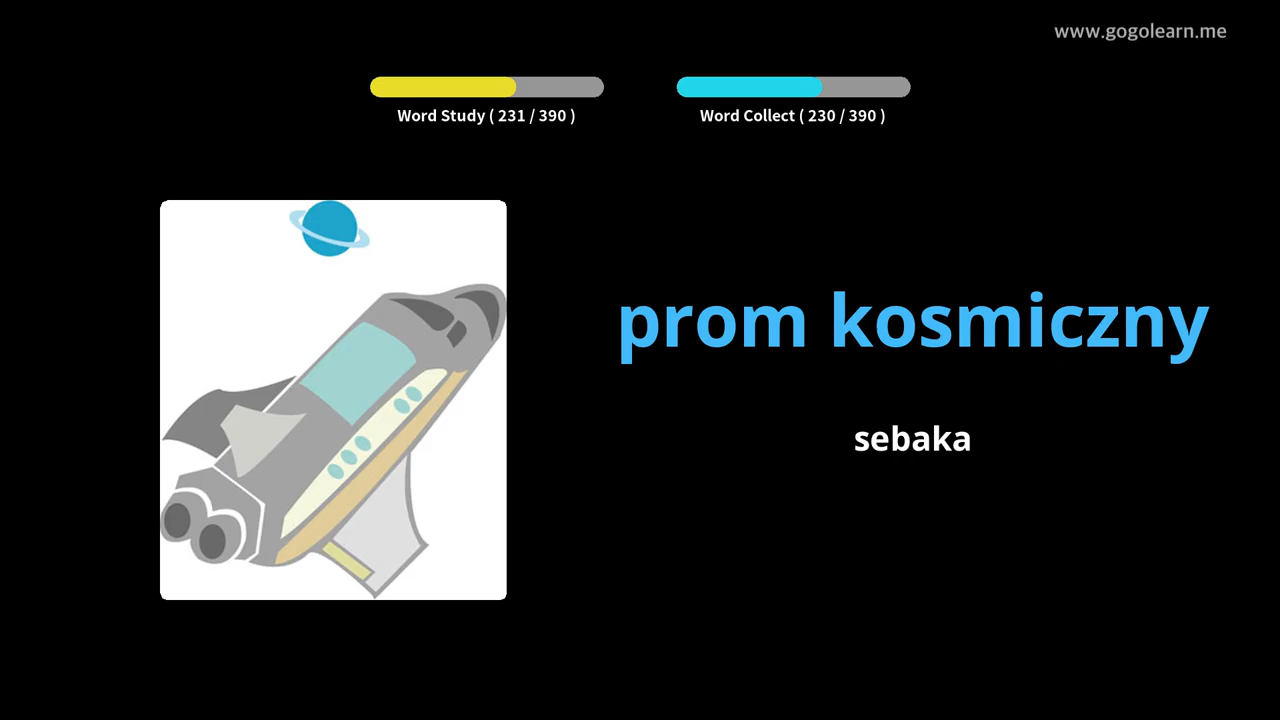 www.gogolearn.me
Word Study ( 231 / 390 )
Word Collect ( 230 / 390 )
prom kosmiczny
sebaka